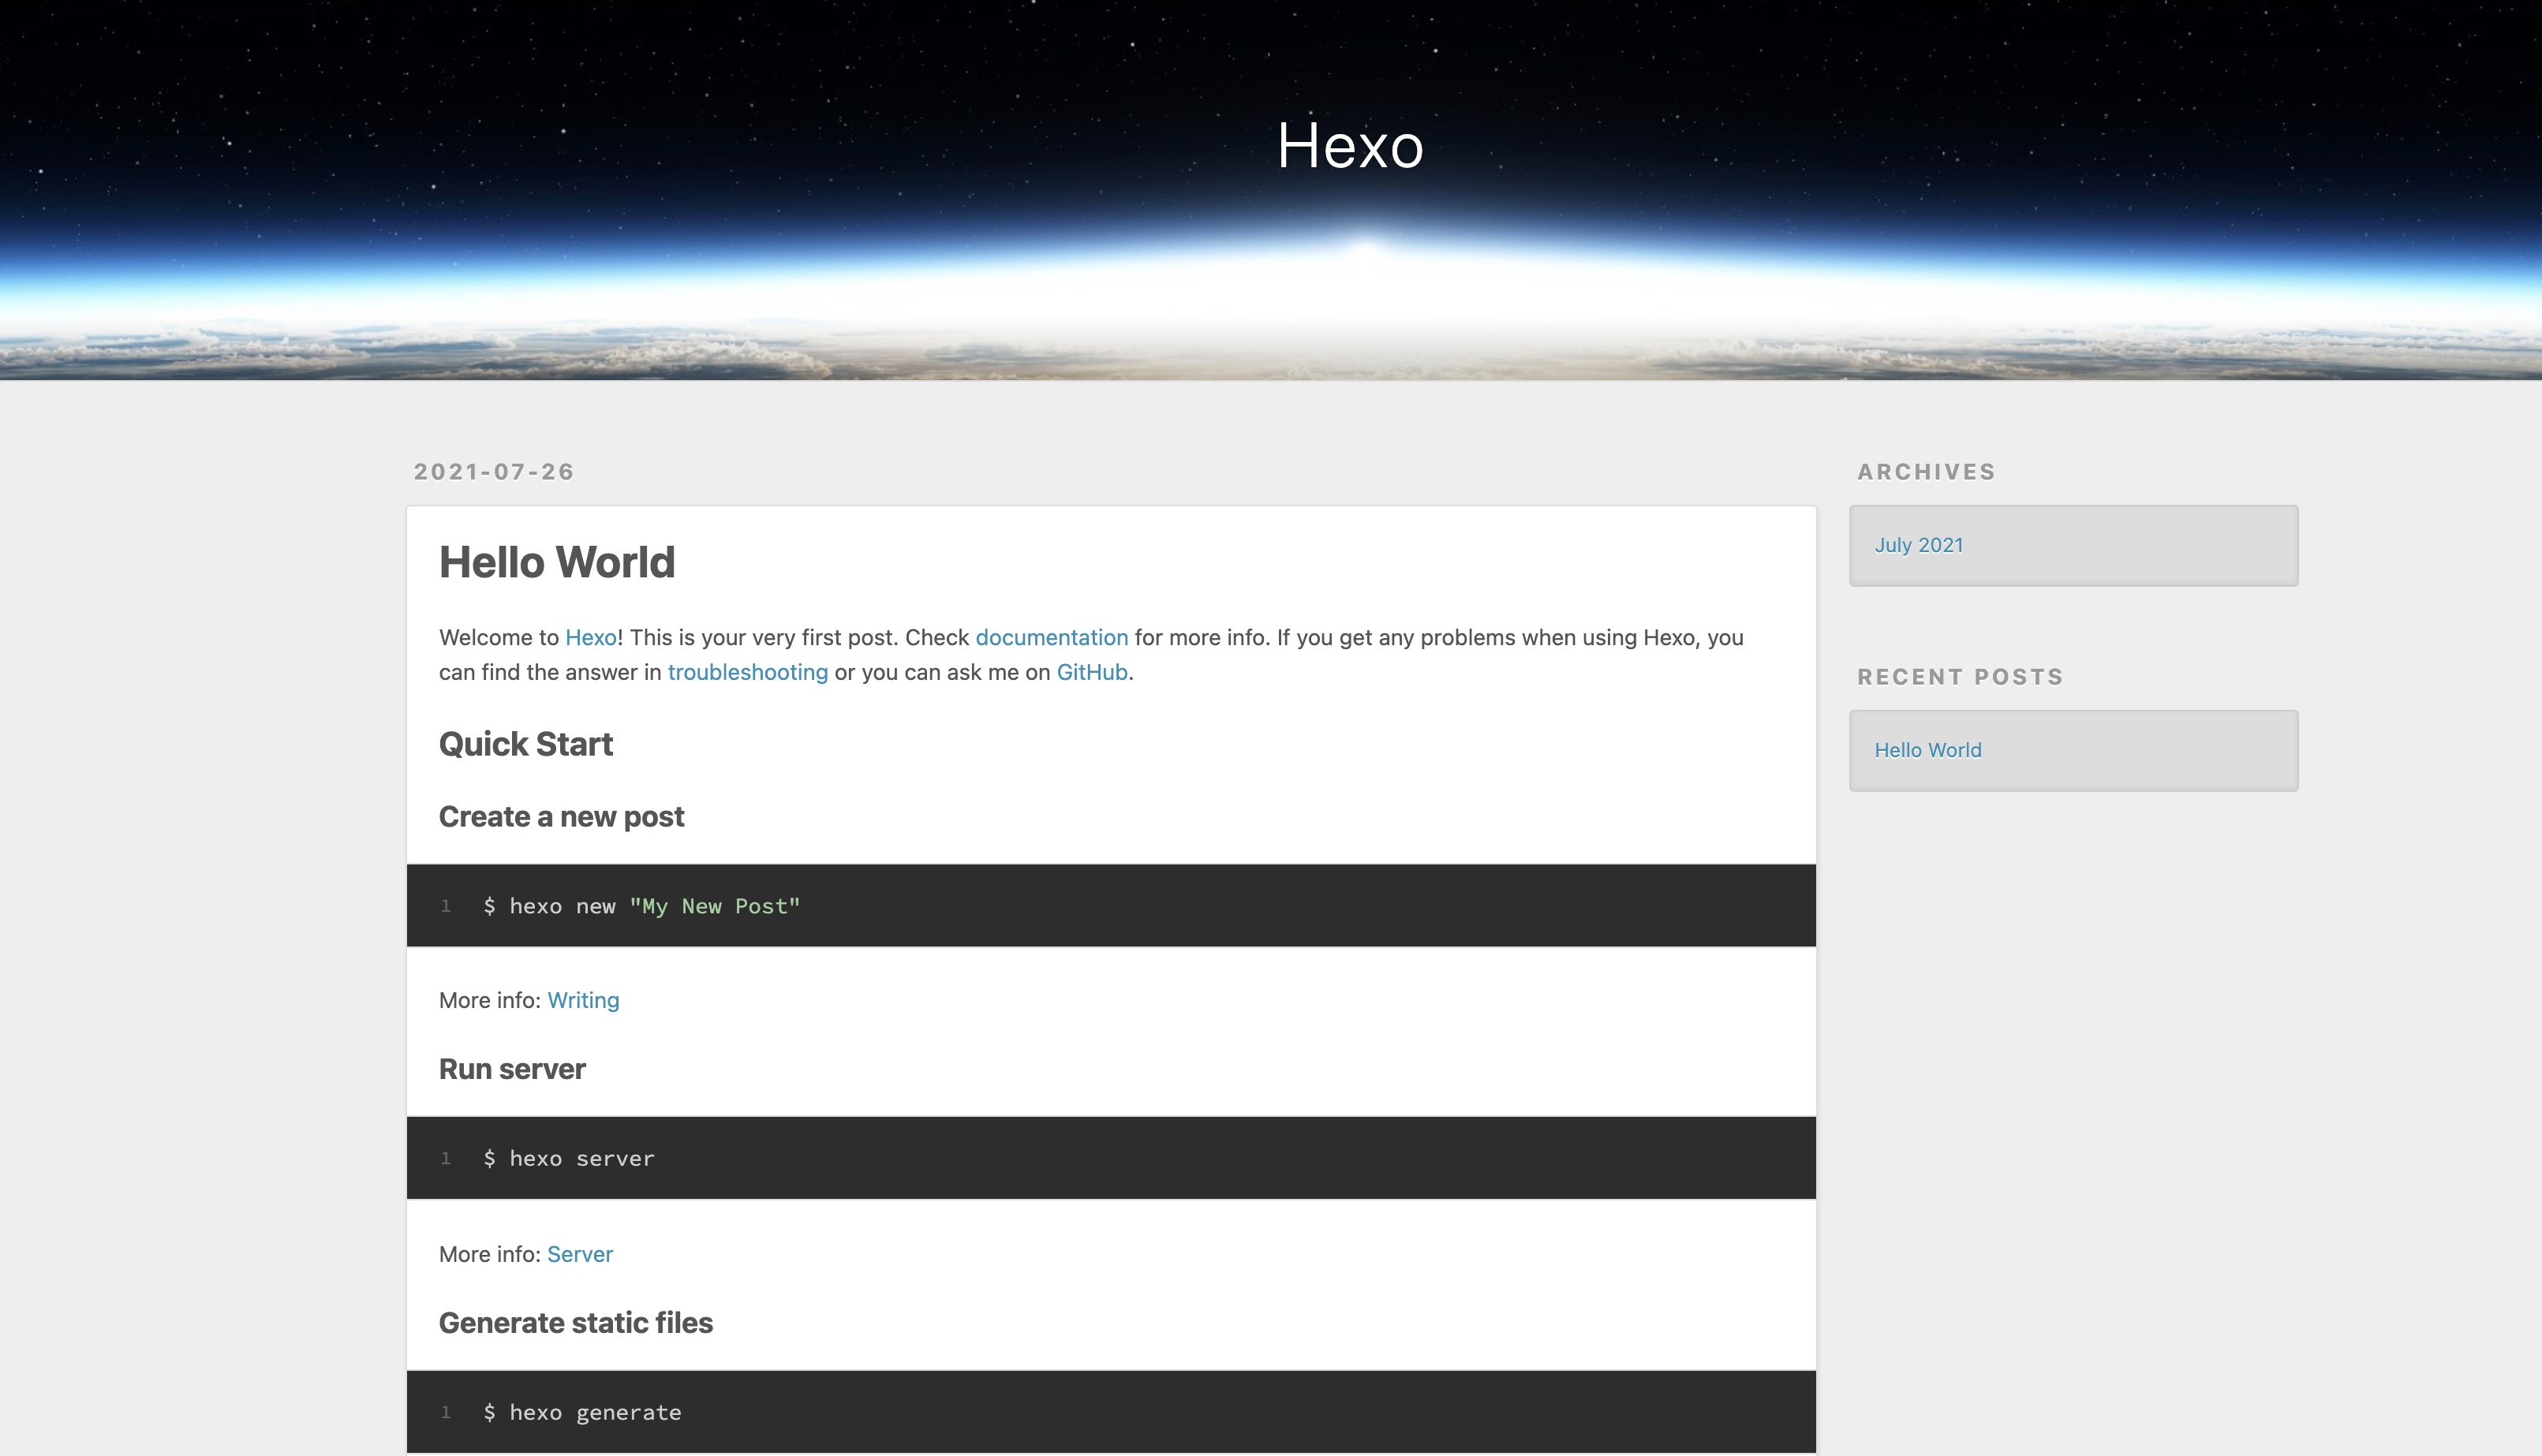 Hexo
2021-07-26
Hello World
Welcome to Hexo! This is your very first post. Check documentation for more info. If you get any problems when using Hexo, you
can find the answer in troubleshooting or you can ask me on GitHub.
Quick Start
Create a new post
1 $ hexo new "My New Post"
More info: Writing
Run server
1 $ hexo server
More info: Server
Generate static files
1 $ hexo generate
ARCHIVES
July 2021
RECENT POSTS
Hello World